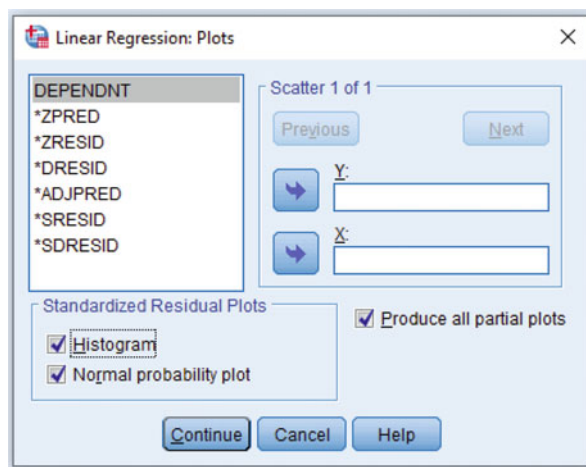 Linear Regression: Plots
DEPENDNT
*ZPRED
*ZRESID
*DRESID
*ADJPRED
*SRESID
*SDRESID
Scatter 1 of 1
Previous
Next
Y:
X:
Standardized Residual Plots
Histogram
Normal probability plot
Produce all partial plots
Continue
Cancel
Help